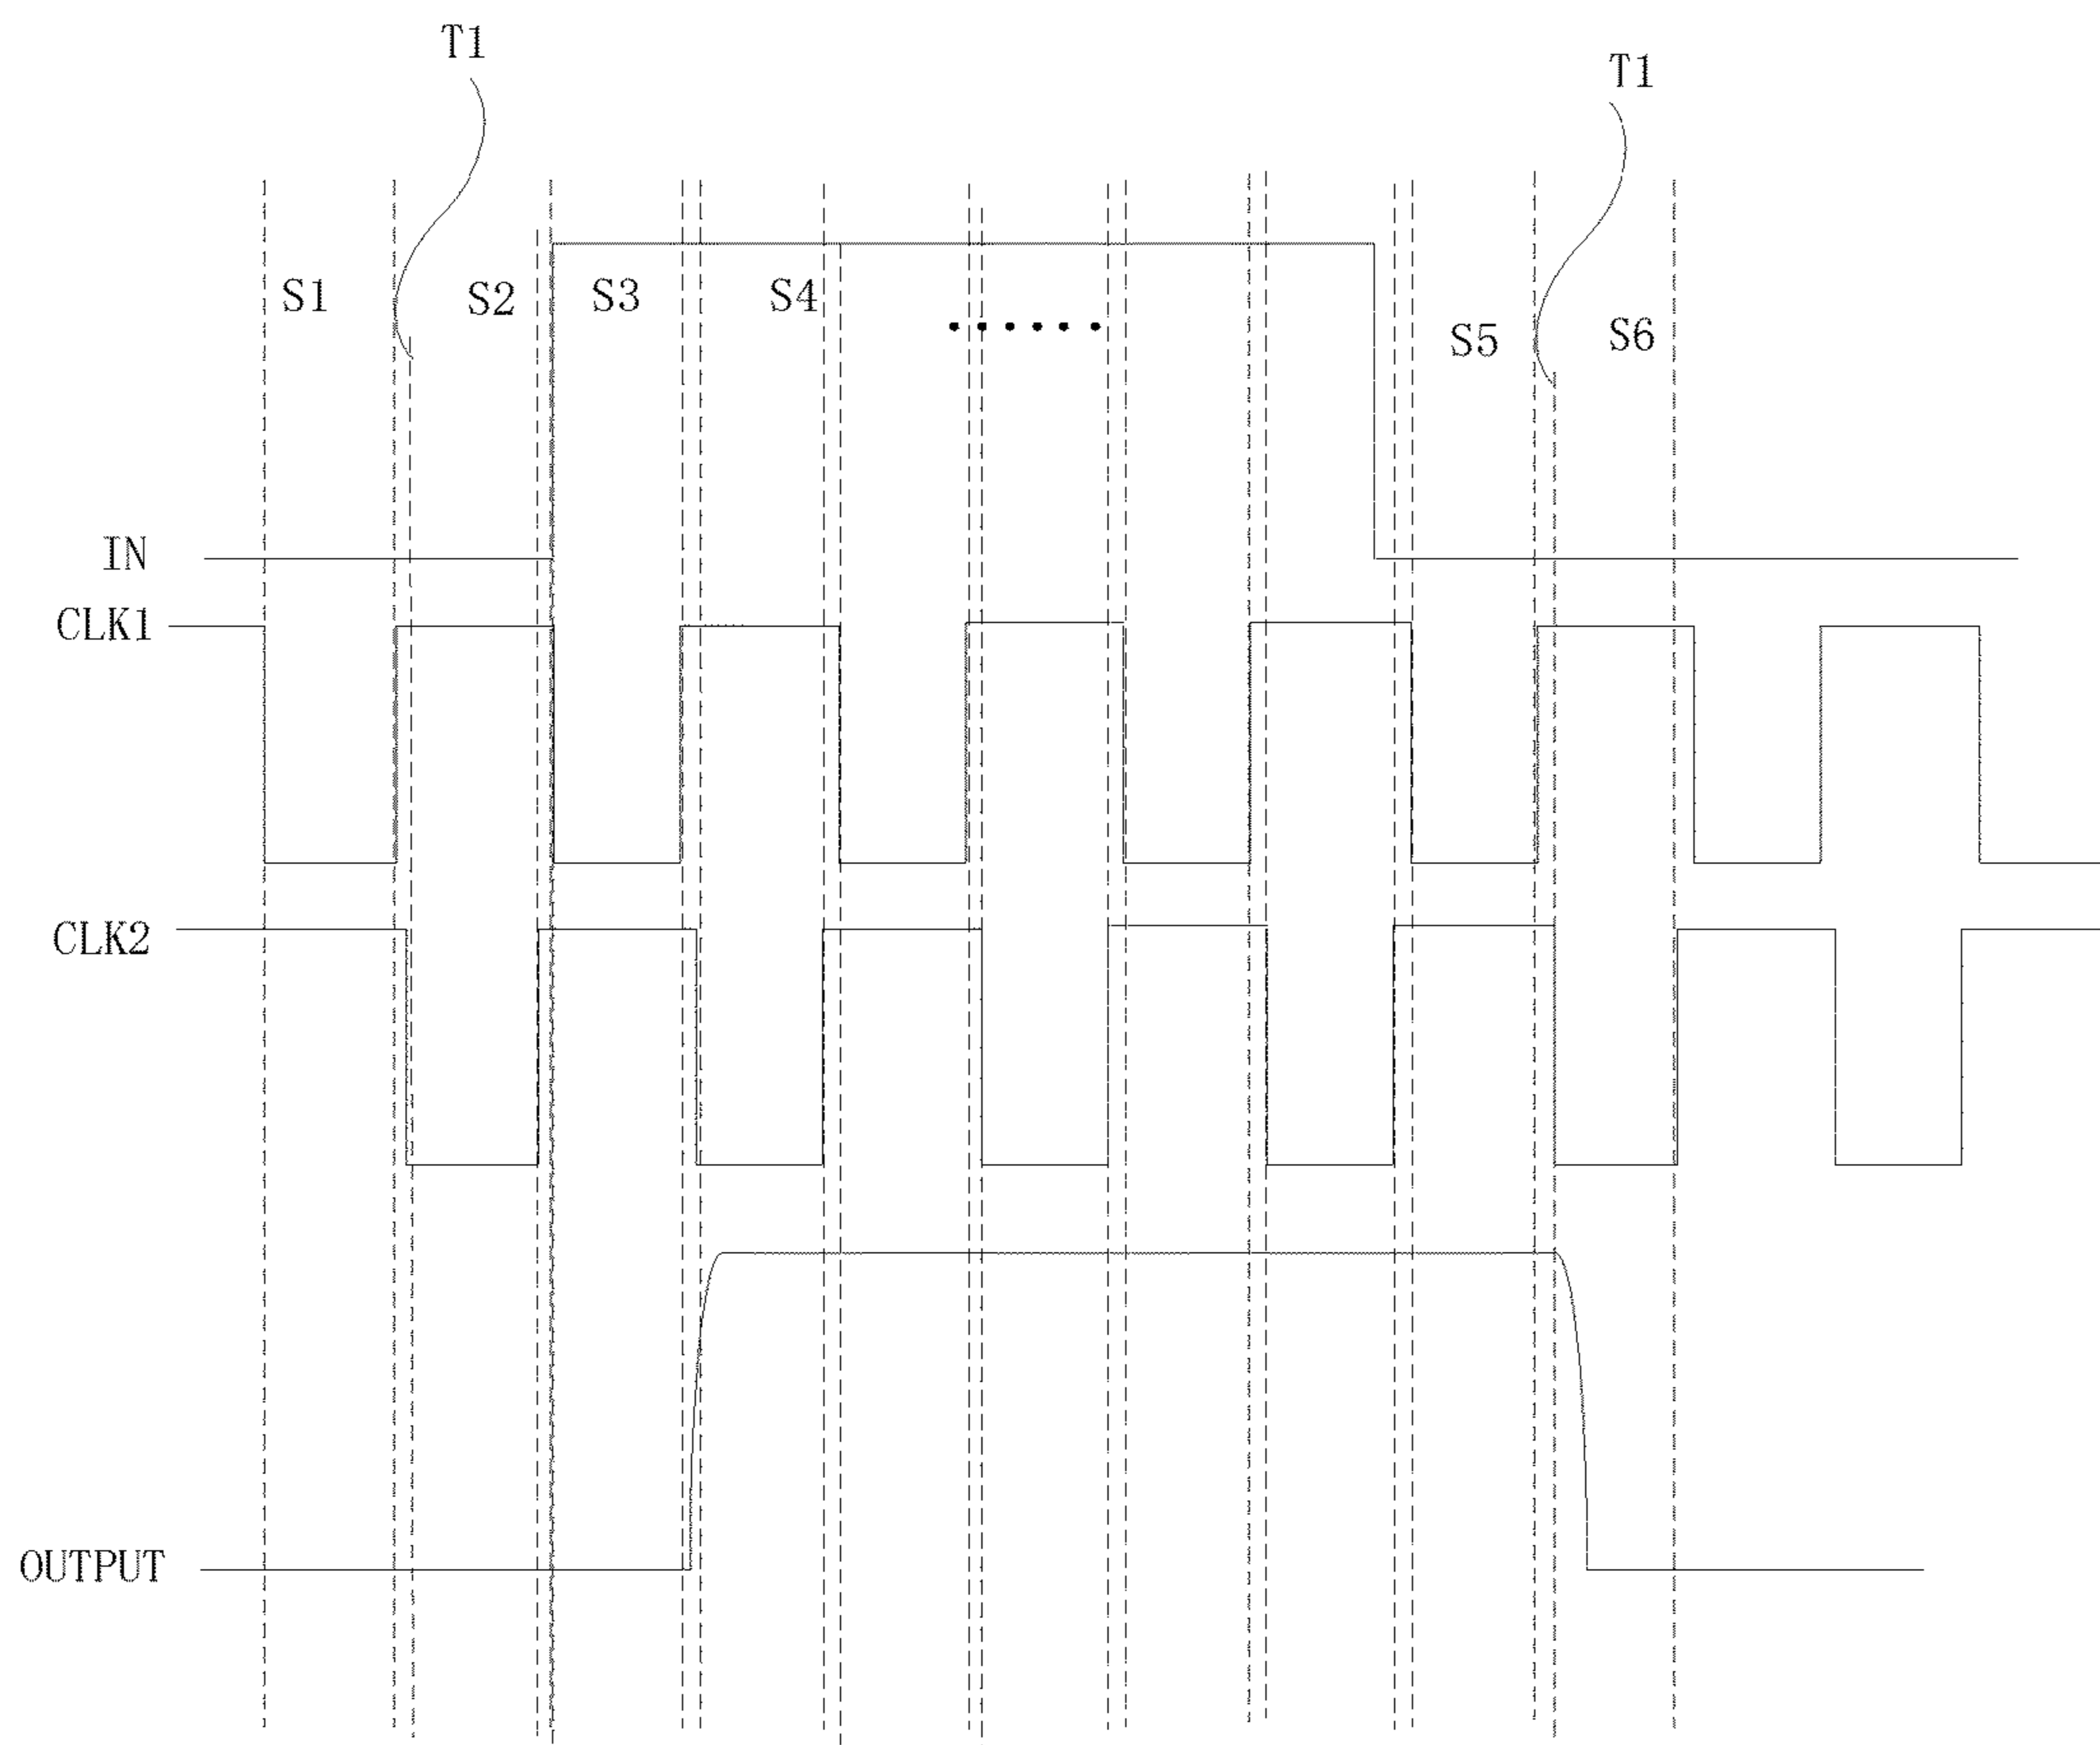 T1
T1
S1
S2
S3
S4
......
S5
S6
IN
CLK1
CLK2
OUTPUT